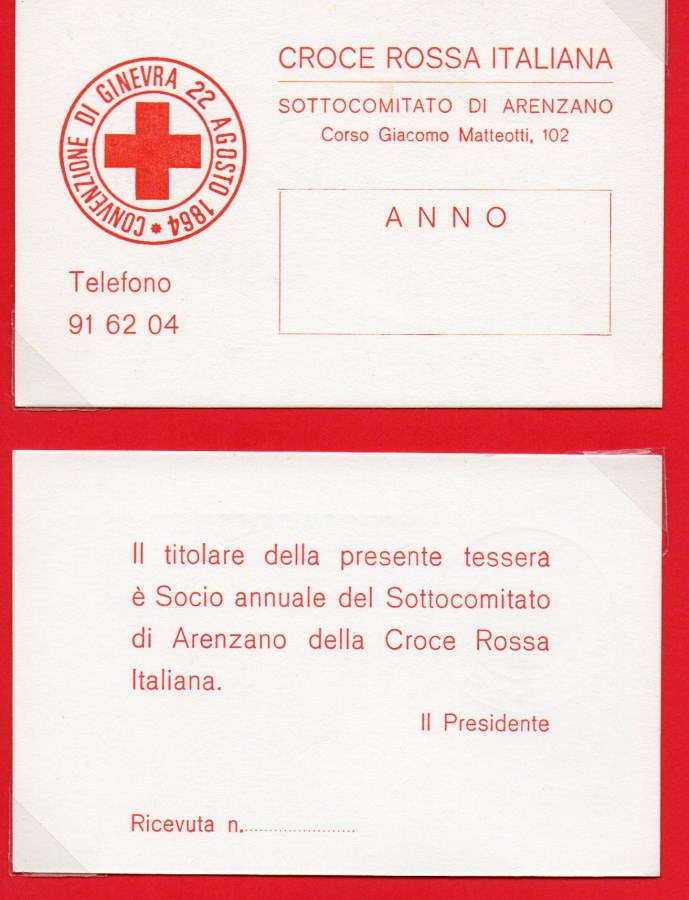 CONVENZIONE DI GINEVRA 22 AGOSTO 1864 *
CROCE ROSSA ITALIANA
SOTTOCOMITATO DI ARENZANO
Corso Giacomo Matteotti, 102
ANNO
Telefono
91 62 04
Il titolare della presente tessera
è Socio annuale del Sottocomitato
di Arenzano della Croce Rossa
Italiana.
Il Presidente
Ricevuta n...........................